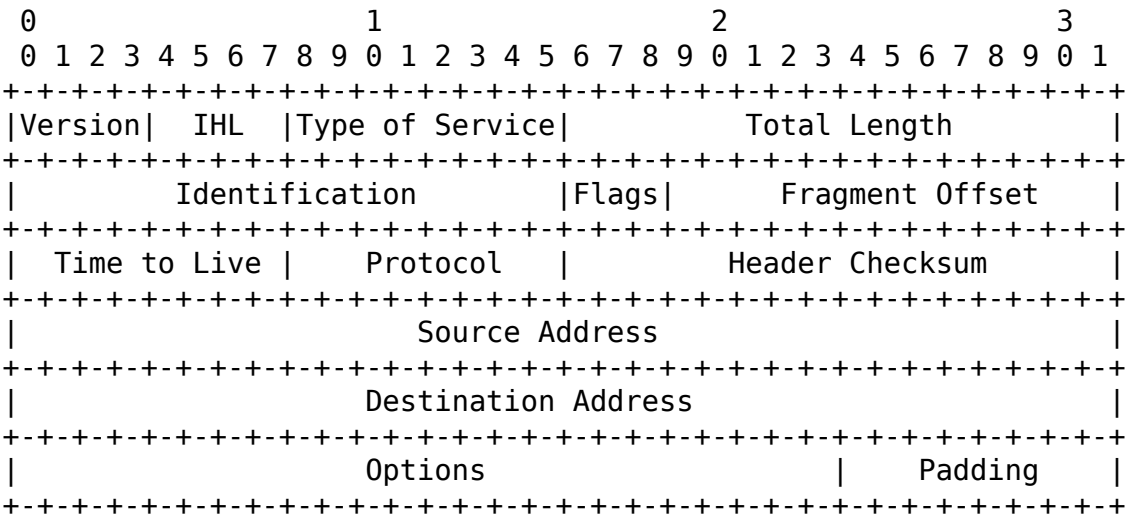 0                   1                   2                   3
 0 1 2 3 4 5 6 7 8 9 0 1 2 3 4 5 6 7 8 9 0 1 2 3 4 5 6 7 8 9 0 1
+-+-+-+-+-+-+-+-+-+-+-+-+-+-+-+-+-+-+-+-+-+-+-+-+-+-+-+-+-+-+-+-+
|Version|  IHL  |Type of Service|          Total Length         |
+-+-+-+-+-+-+-+-+-+-+-+-+-+-+-+-+-+-+-+-+-+-+-+-+-+-+-+-+-+-+-+-+
|         Identification        |Flags|      Fragment Offset    |
+-+-+-+-+-+-+-+-+-+-+-+-+-+-+-+-+-+-+-+-+-+-+-+-+-+-+-+-+-+-+-+-+
|  Time to Live |    Protocol   |         Header Checksum       |
+-+-+-+-+-+-+-+-+-+-+-+-+-+-+-+-+-+-+-+-+-+-+-+-+-+-+-+-+-+-+-+-+
|                       Source Address                          |
+-+-+-+-+-+-+-+-+-+-+-+-+-+-+-+-+-+-+-+-+-+-+-+-+-+-+-+-+-+-+-+-+
|                    Destination Address                        |
+-+-+-+-+-+-+-+-+-+-+-+-+-+-+-+-+-+-+-+-+-+-+-+-+-+-+-+-+-+-+-+-+
|                    Options                    |    Padding    |
+-+-+-+-+-+-+-+-+-+-+-+-+-+-+-+-+-+-+-+-+-+-+-+-+-+-+-+-+-+-+-+-+